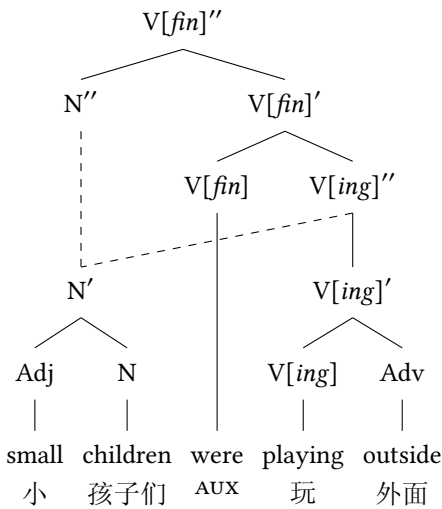 V[fin]′′
N′′ V[fin]′
V[fin] V[ing]′′
N′ V[ing]′
Adj N V[ing] Adv
small children were playing outside
小 孩子们 AUX 玩 外面